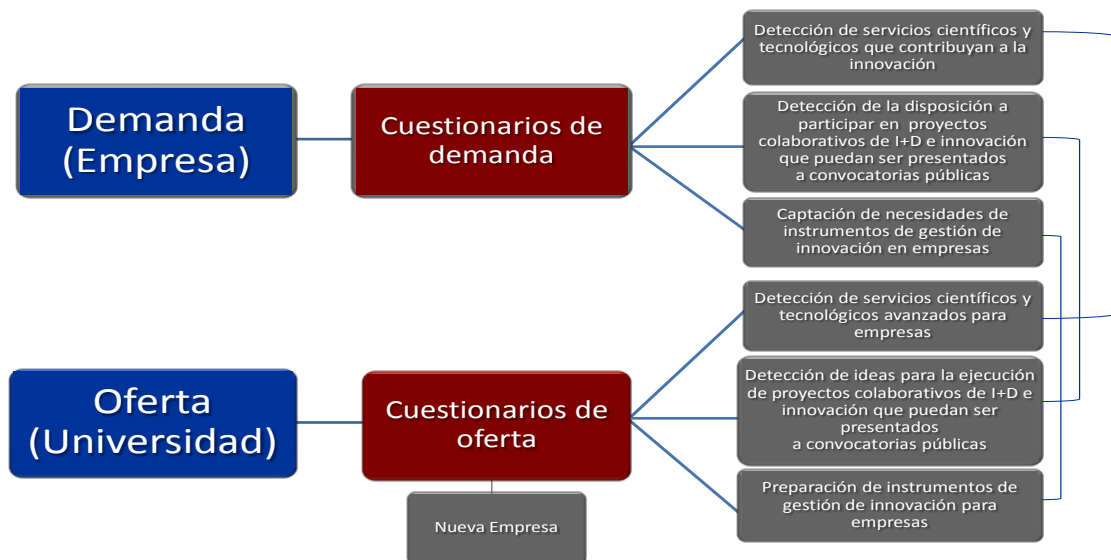 Demanda
(Empresa)
Cuestionarios de
demanda
Detección de servicios científicos y
tecnológicos que contribuyan a la
innovación
Detección de la disposición a
participar en proyectos
colaborativos de I+D e innovación
que puedan ser presentados
a convocatorias públicas
Captación de necesidades de
instrumentos de gestión de
innovación en empresas
Oferta
(Universidad)
Cuestionarios de
oferta
Nueva Empresa
Detección de servicios científicos y
tecnológicos avanzados para
empresas
Detección de ideas para la ejecución
de proyectos colaborativos de I+D e
innovación que puedan ser
presentados
a convocatorias públicas
Preparación de instrumentos de
gestión de innovación para
empresas